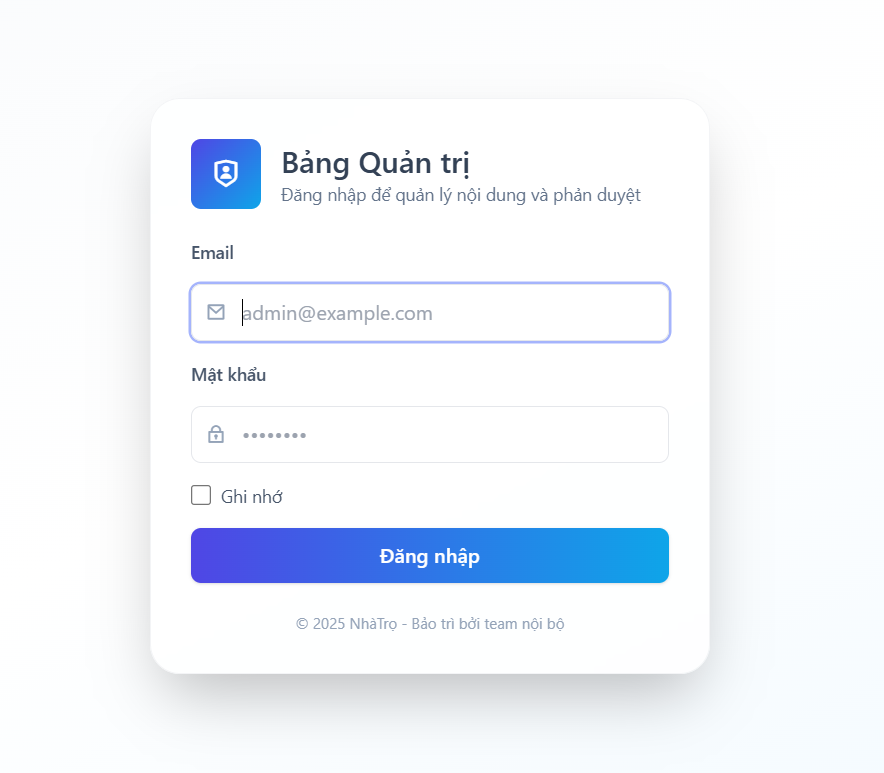 Bảng Quản trị
Đăng nhập để quản lý nội dung và phản duyệt
Email
admin@example.com
Mật khẩu
••••••••
Ghi nhớ
Đăng nhập
© 2025 NhàTrọ - Bảo trì bởi team nội bộ